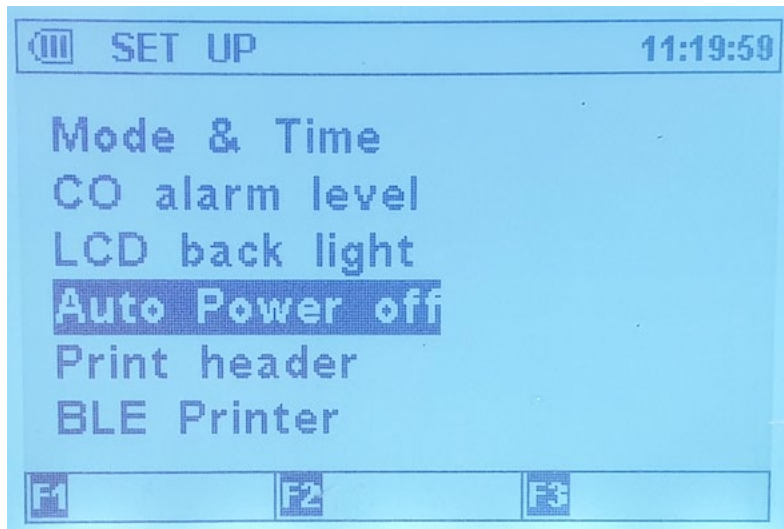 SET UP 11:19:59
Mode & Time
CO alarm level
LCD back light
Auto Power off
Print header
BLE Printer
F1 F2 F3